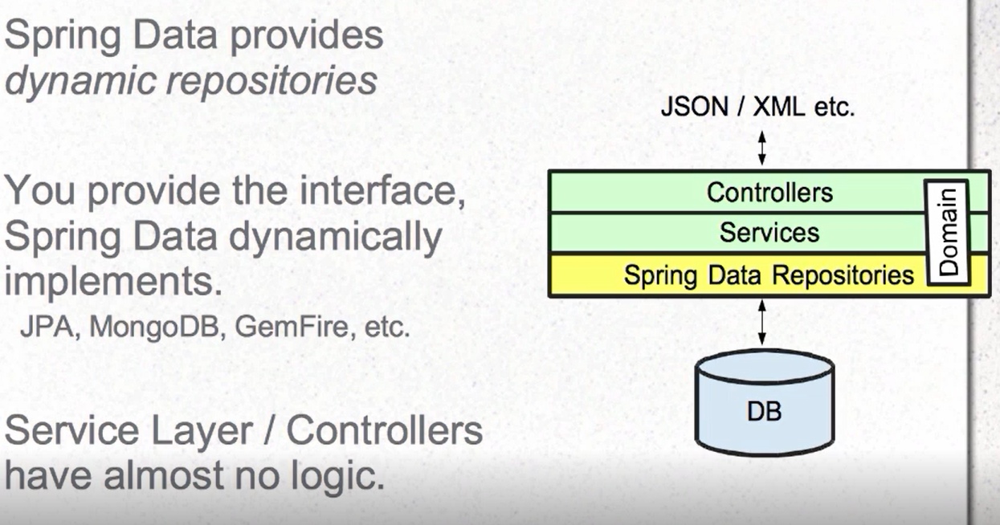 Spring Data provides
dynamic repositories
You provide the interface,
Spring Data dynamically
implements.
JPA, MongoDB, GemFire, etc.
Service Layer / Controllers
have almost no logic.
JSON / XML etc.
Controllers
Services
Spring Data Repositories
Domain
DB